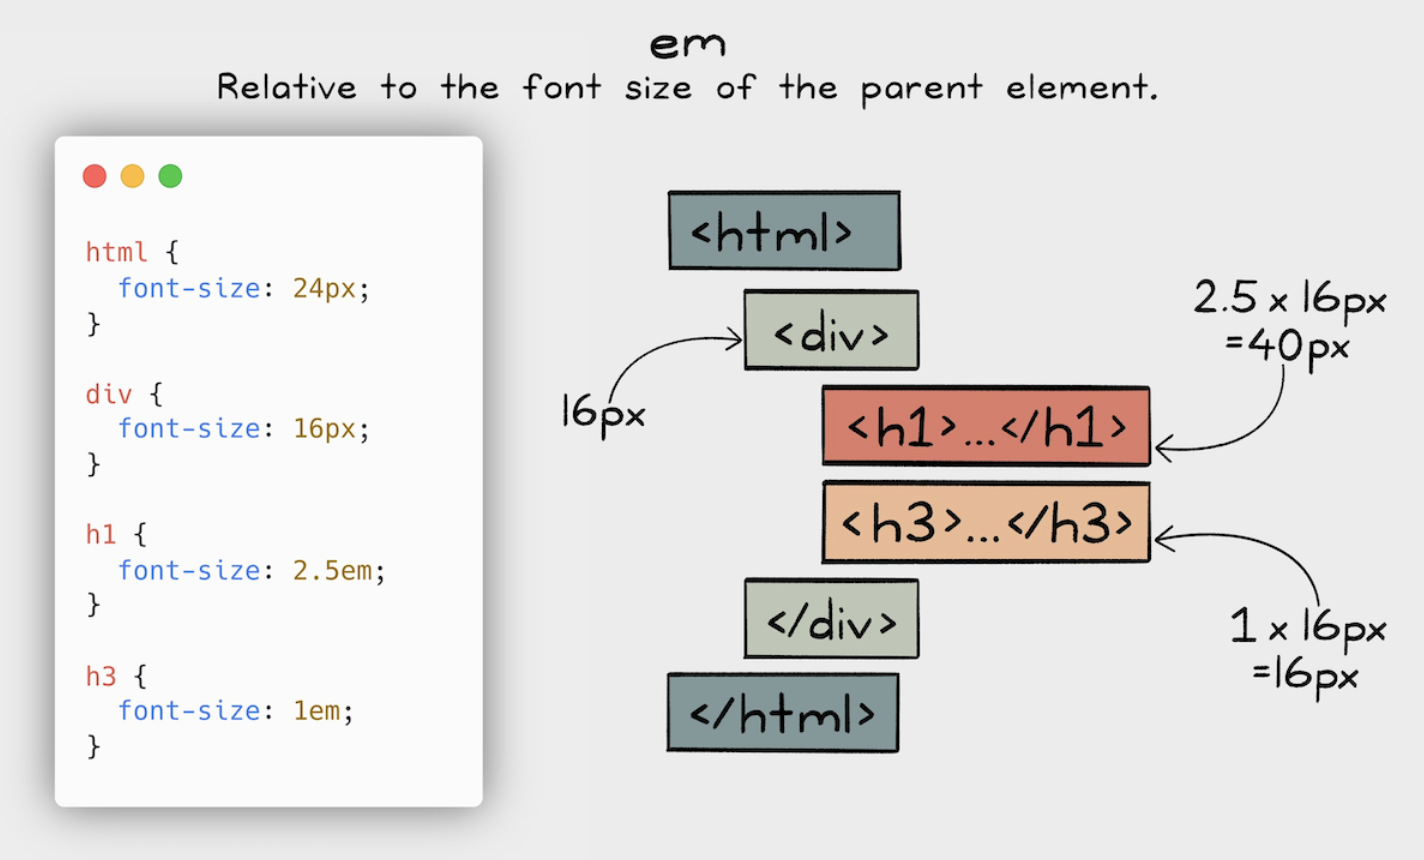 em
Relative to the font size of the parent element.
html {
  font-size: 24px;
}
div {
  font-size: 16px;
}
h1 {
  font-size: 2.5em;
}
h3 {
  font-size: 1em;
}
<html>
<div>
16px
<h1>...</h1>
2.5 x 16px
=40px
<h3>...</h3>
1 x 16px
=16px
</div>
</html>